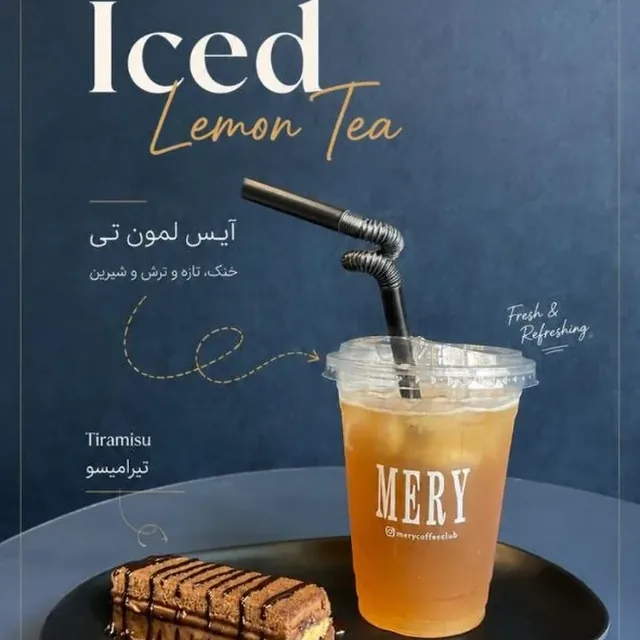 Iced
Lemon Tea
آیس لمون تی
خنک، تازه و ترش و شیرین
Fresh &
Refreshing
Tiramisu
تیرامیسو
MERY
merycoffeeclub